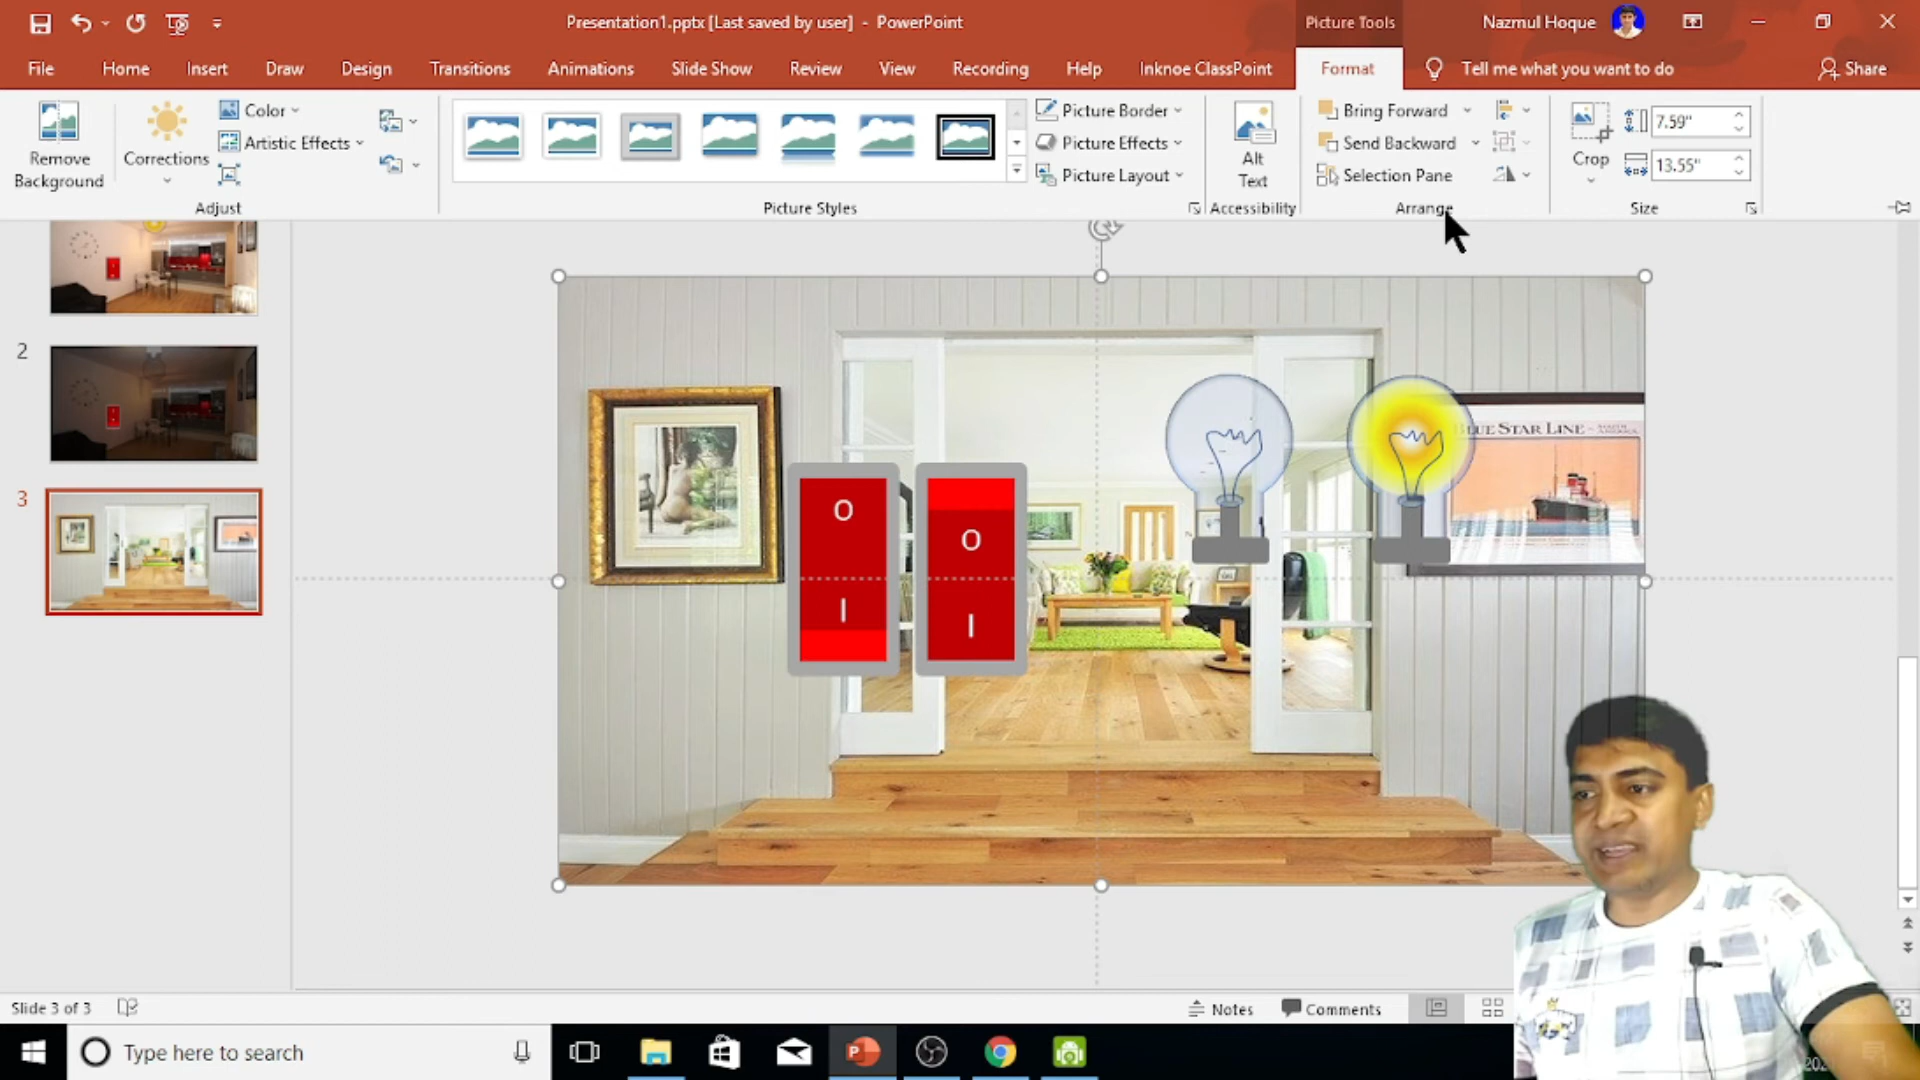 Presentation1.pptx [Last saved by user] - PowerPoint
Picture Tools
Nazmul Hoque
File
Home
Insert
Draw
Design
Transitions
Animations
Slide Show
Review
View
Recording
Help
Inknoe ClassPoint
Format
Tell me what you want to do
Share
Remove
Background
Corrections
Color
Artistic Effects
Adjust
Picture Styles
Picture Border
Picture Effects
Picture Layout
Alt
Text
Accessibility
Bring Forward
Send Backward
Selection Pane
Arrange
Crop
7.59"
13.55"
Size
2
3
O
I
O
I
BLUE STAR LINE
Slide 3 of 3
Notes
Comments
Type here to search